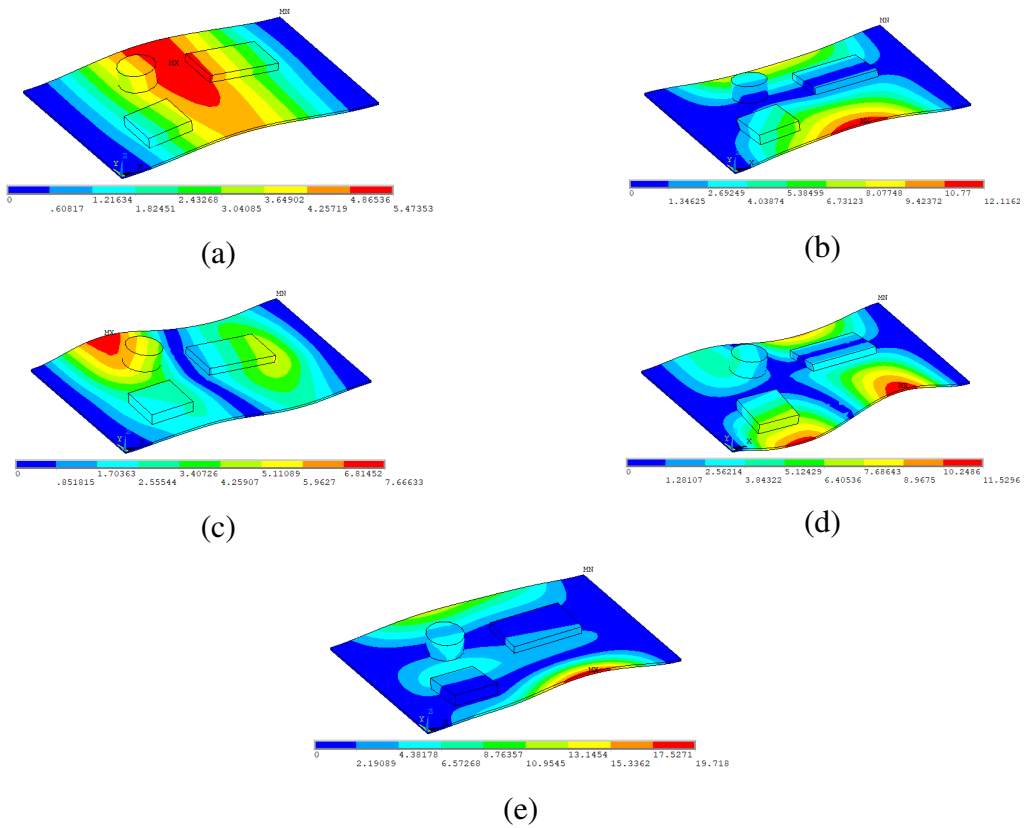 MN
MX
Z
Y
0 1.21634 2.43268 3.64902 4.86536
.60817 1.82451 3.04085 4.25719 5.47353
(a)
MN
MX
Z
Y
X
0 2.69249 5.38499 8.07748 10.77
1.34625 4.03874 6.73123 9.42372 12.1162
(b)
MN
MX
Y
0 1.70363 3.40726 5.11089 6.81452
.851815 2.55544 4.25907 5.9627 7.66633
(c)
MN
MX
Z
Y
X
0 2.56214 5.12429 7.68643 10.2486
1.28107 3.84322 6.40536 8.9675 11.5296
(d)
MN
MX
Z
Y
0 4.38178 8.76357 13.1454 17.5271
2.19089 6.57268 10.9545 15.3362 19.718
(e)